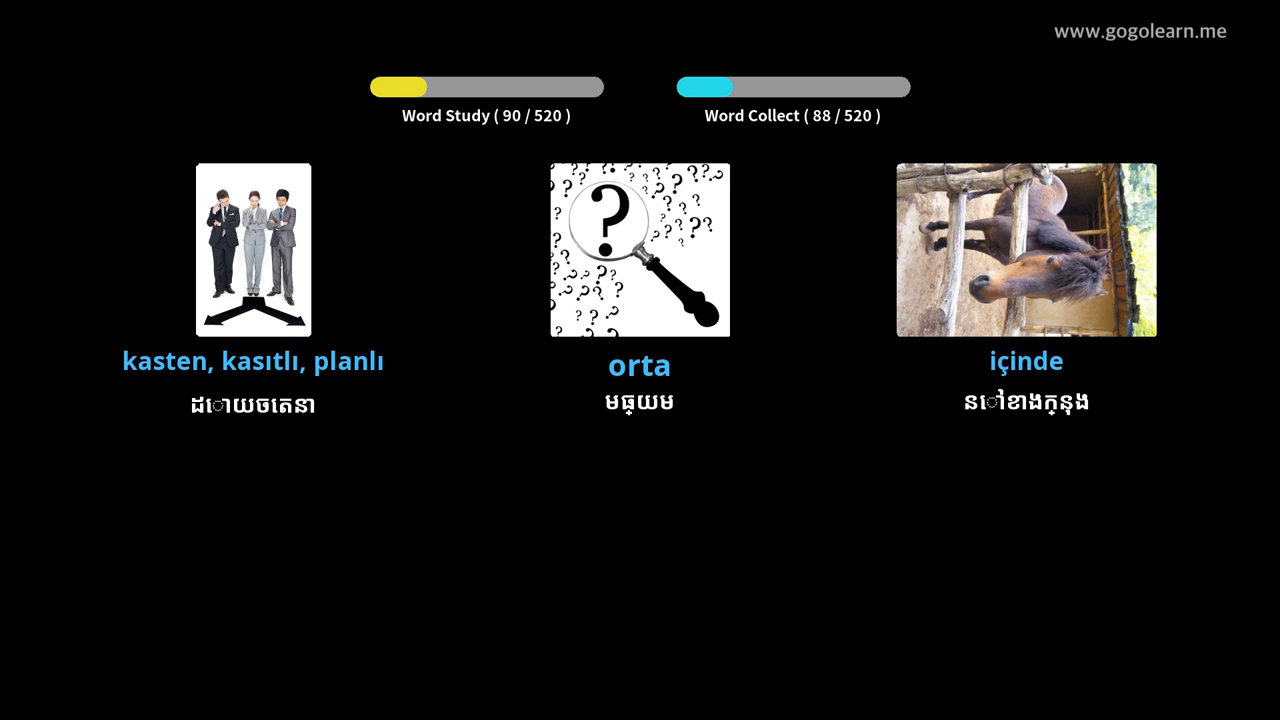 www.gogolearn.me
Word Study ( 90 / 520 )
Word Collect ( 88 / 520 )
kasten, kasıtlı, planlı
ដោយចតេនា
orta
មធ្យម
içinde
នៅខាងក្នុង